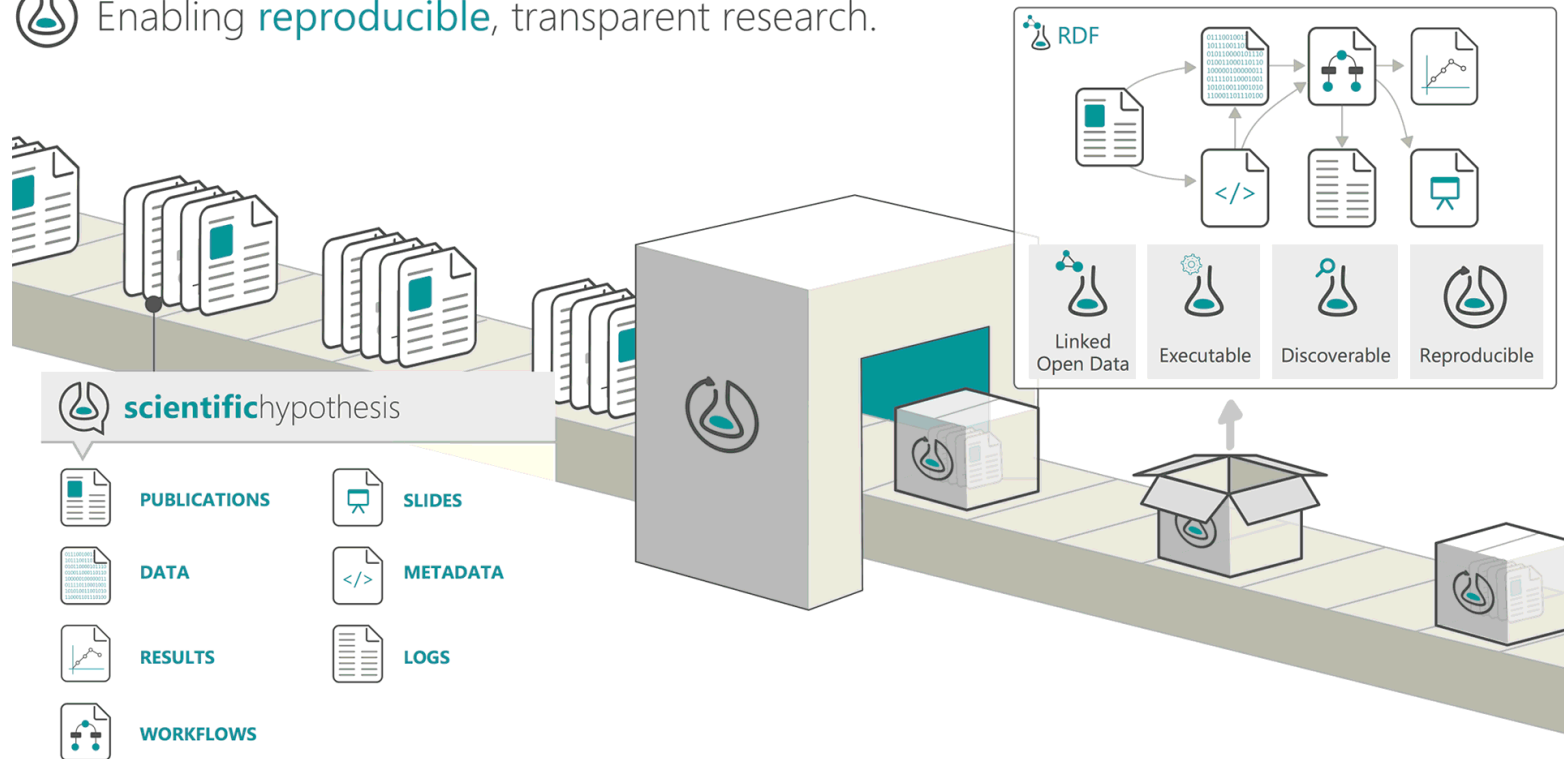 Enabling reproducible, transparent research.
RDF
</>
Linked
Open Data
Executable
Discoverable
Reproducible
scientifichypothesis
PUBLICATIONS
SLIDES
DATA
</>
METADATA
RESULTS
LOGS
WORKFLOWS